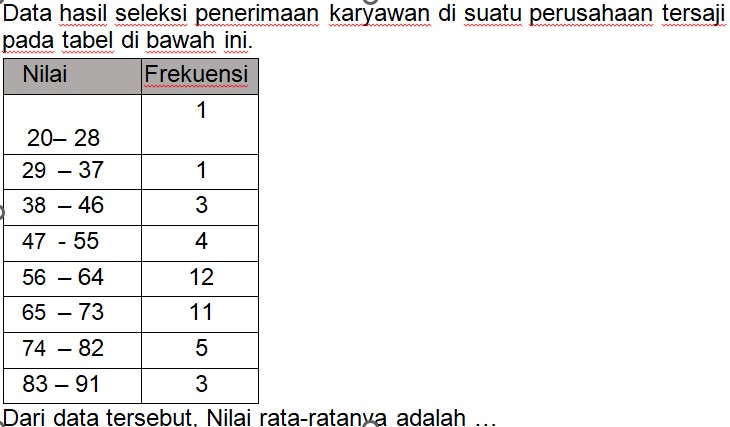 Data hasil seleksi penerimaan karyawan di suatu perusahaan tersaji
pada tabel di bawah ini.
Nilai Frekuensi
20– 28 1
29 – 37 1
38 – 46 3
47 - 55 4
56 – 64 12
65 – 73 11
74 – 82 5
83 – 91 3
Dari data tersebut, Nilai rata-ratanya adalah ...